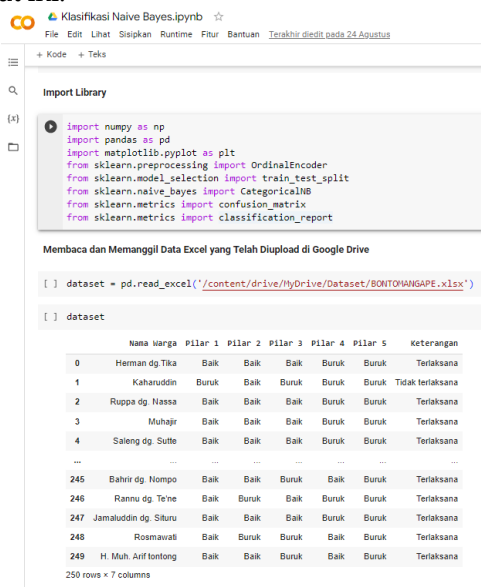 Klasifikasi Naive Bayes.ipynb
File Edit Lihat Sisipkan Runtime Fitur Bantuan Terakhir diedit pada 24 Agustus
+ Kode + Teks
Import Library
{x}
import numpy as np
import pandas as pd
import matplotlib.pyplot as plt
from sklearn.preprocessing import OrdinalEncoder
from sklearn.model_selection import train_test_split
from sklearn.naive_bayes import CategoricalNB
from sklearn.metrics import confusion_matrix
from sklearn.metrics import classification_report
Membaca dan Memanggil Data Excel yang Telah Diupload di Google Drive
[ ] dataset = pd.read_excel('/content/drive/MyDrive/Dataset/BONTOMANGAPE.xlsx')
[ ] dataset
Nama Warga Pilar 1 Pilar 2 Pilar 3 Pilar 4 Pilar 5 Keterangan
0 Herman dg.Tika Baik Baik Baik Buruk Buruk Terlaksana
1 Kaharuddin Buruk Baik Baik Buruk Buruk Tidak terlaksana
2 Ruppa dg. Nassa Baik Baik Baik Buruk Buruk Terlaksana
3 Muhajir Baik Baik Baik Buruk Buruk Terlaksana
4 Saleng dg. Sutte Baik Baik Baik Buruk Buruk Terlaksana
... ... ... ... ... ... ... ...
245 Bahrir dg. Nompo Baik Baik Buruk Baik Buruk Terlaksana
246 Rannu dg. Te'ne Baik Buruk Baik Buruk Buruk Terlaksana
247 Jamaluddin dg. Situru Baik Baik Buruk Buruk Buruk Terlaksana
248 Rosmawati Baik Buruk Buruk Baik Buruk Terlaksana
249 H. Muh. Arif tontong Baik Baik Buruk Baik Buruk Terlaksana
250 rows × 7 columns